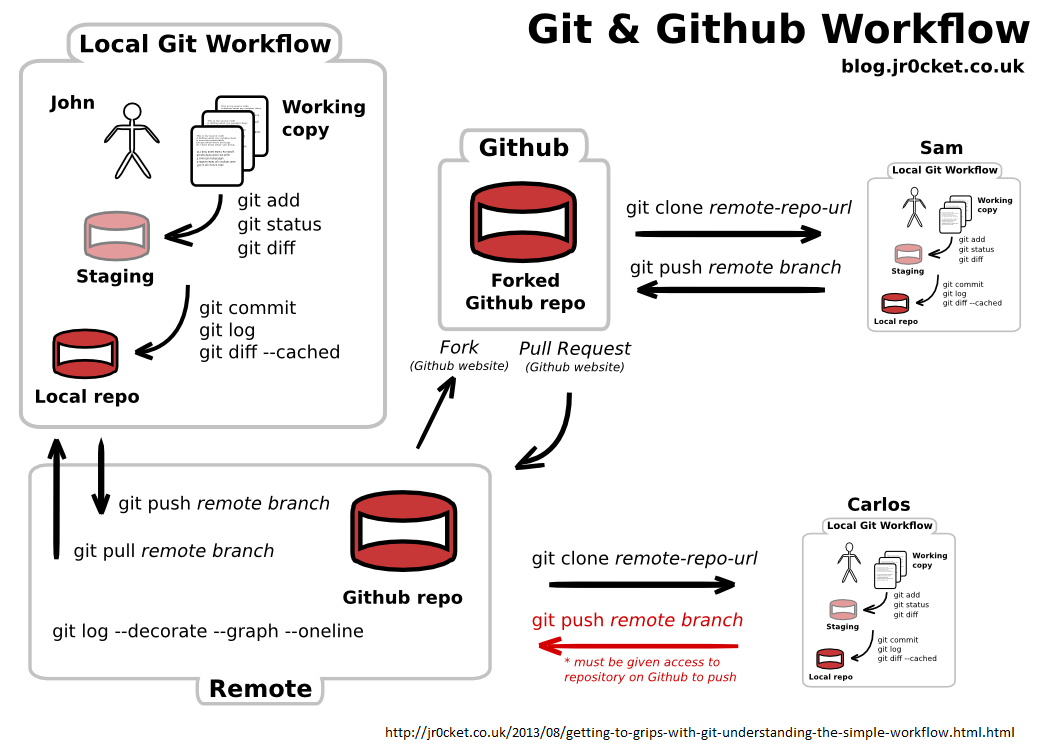 Git & Github Workflow
blog.jr0cket.co.uk
Local Git Workflow
John
Working
copy
git add
git status
git diff
Staging
git commit
git log
git diff --cached
Local repo
Github
Forked
Github repo
git clone remote-repo-url
git push remote branch
Fork
(Github website)
Pull Request
(Github website)
Sam
Local Git Workflow
Working
copy
git add
git status
git diff
Staging
git commit
git log
git diff --cached
Local repo
git push remote branch
git pull remote branch
Github repo
git log --decorate --graph --oneline
Remote
git clone remote-repo-url
git push remote branch
* must be given access to
repository on Github to push
Carlos
Local Git Workflow
Working
copy
git add
git status
git diff
Staging
git commit
git log
git diff --cached
Local repo
http://jr0cket.co.uk/2013/08/getting-to-grips-with-git-understanding-the-simple-workflow.html.html